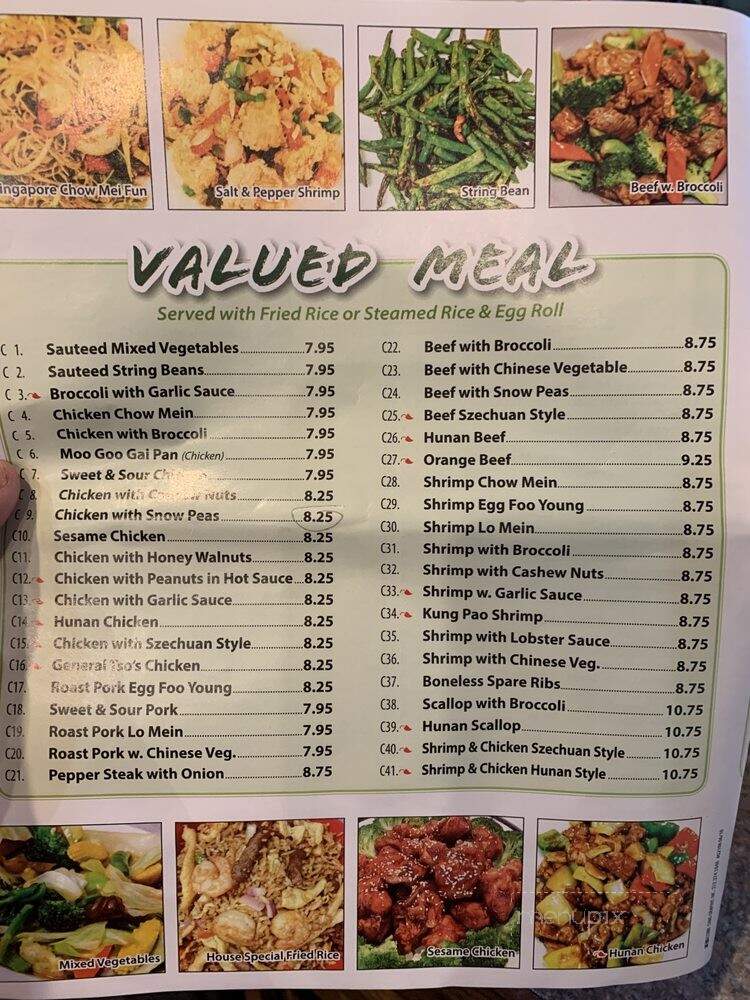 ingapore Chow Mei Fun
Salt & Pepper Shrimp
String Bean
Beef w. Broccoli
VALUED MEAL
Served with Fried Rice or Steamed Rice & Egg Roll
C 1. Sauteed Mixed Vegetables 7.95
C 2. Sauteed String Beans 7.95
C 3. Broccoli with Garlic Sauce 7.95
C 4. Chicken Chow Mein 7.95
C 5. Chicken with Broccoli 7.95
C 6. Moo Goo Gai Pan (Chicken) 7.95
C 7. Sweet & Sour Chicken 7.95
C 8. Chicken with Cashew Nuts 8.25
C 9. Chicken with Snow Peas 8.25
C10. Sesame Chicken 8.25
C11. Chicken with Honey Walnuts 8.25
C12. Chicken with Peanuts in Hot Sauce 8.25
C13. Chicken with Garlic Sauce 8.25
C14. Hunan Chicken 8.25
C15. Chicken with Szechuan Style 8.25
C16. General Tso's Chicken 8.25
C17. Roast Pork Egg Foo Young 8.25
C18. Sweet & Sour Pork 7.95
C19. Roast Pork Lo Mein 7.95
C20. Roast Pork w. Chinese Veg. 7.95
C21. Pepper Steak with Onion 8.75
C22. Beef with Broccoli 8.75
C23. Beef with Chinese Vegetable 8.75
C24. Beef with Snow Peas 8.75
C25. Beef Szechuan Style 8.75
C26. Hunan Beef 8.75
C27. Orange Beef 9.25
C28. Shrimp Chow Mein 8.75
C29. Shrimp Egg Foo Young 8.75
C30. Shrimp Lo Mein 8.75
C31. Shrimp with Broccoli 8.75
C32. Shrimp with Cashew Nuts 8.75
C33. Shrimp w. Garlic Sauce 8.75
C34. Kung Pao Shrimp 8.75
C35. Shrimp with Lobster Sauce 8.75
C36. Shrimp with Chinese Veg. 8.75
C37. Boneless Spare Ribs 8.75
C38. Scallop with Broccoli 10.75
C39. Hunan Scallop 10.75
C40. Shrimp & Chicken Szechuan Style 10.75
C41. Shrimp & Chicken Hunan Style 10.75
Mixed Vegetables
House Special Fried Rice
Sesame Chicken
Hunan Chicken
menupix